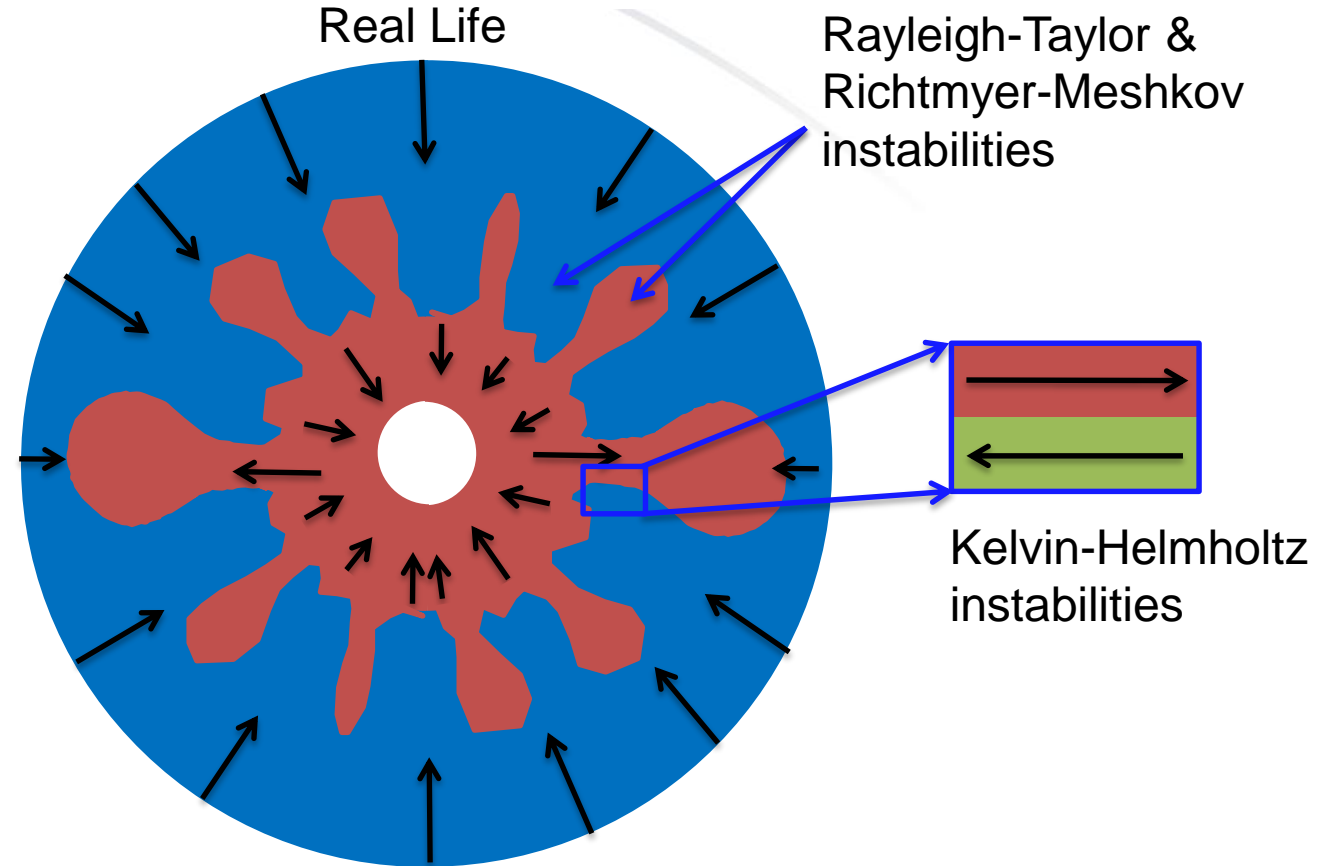 Real Life
Rayleigh-Taylor &
Richtmyer-Meshkov
instabilities
Kelvin-Helmholtz
instabilities